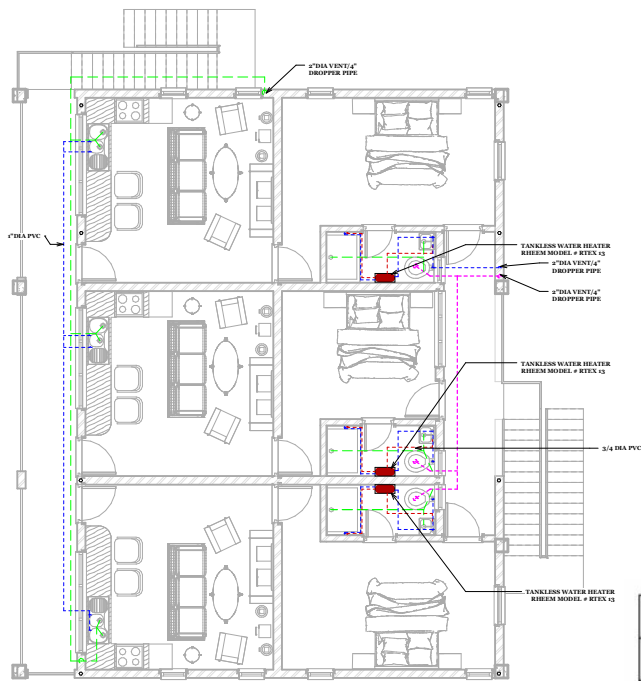 2"DIA VENT/4"
DROPPER PIPE
1"DIA PVC
TANKLESS WATER HEATER
RHEEM MODEL # RTEX 13
2"DIA VENT/4"
DROPPER PIPE
2"DIA VENT/4"
DROPPER PIPE
TANKLESS WATER HEATER
RHEEM MODEL # RTEX 13
3/4 DIA PVC
TANKLESS WATER HEATER
RHEEM MODEL # RTEX 13